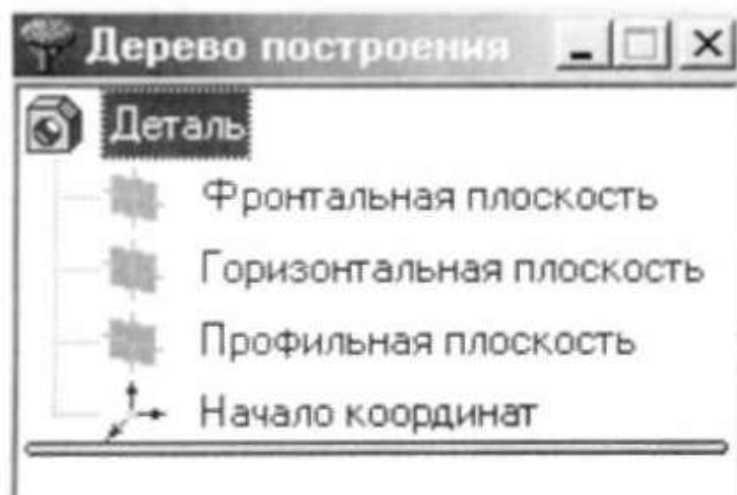 Дерево построения
Деталь
Фронтальная плоскость
Горизонтальная плоскость
Профильная плоскость
Начало координат